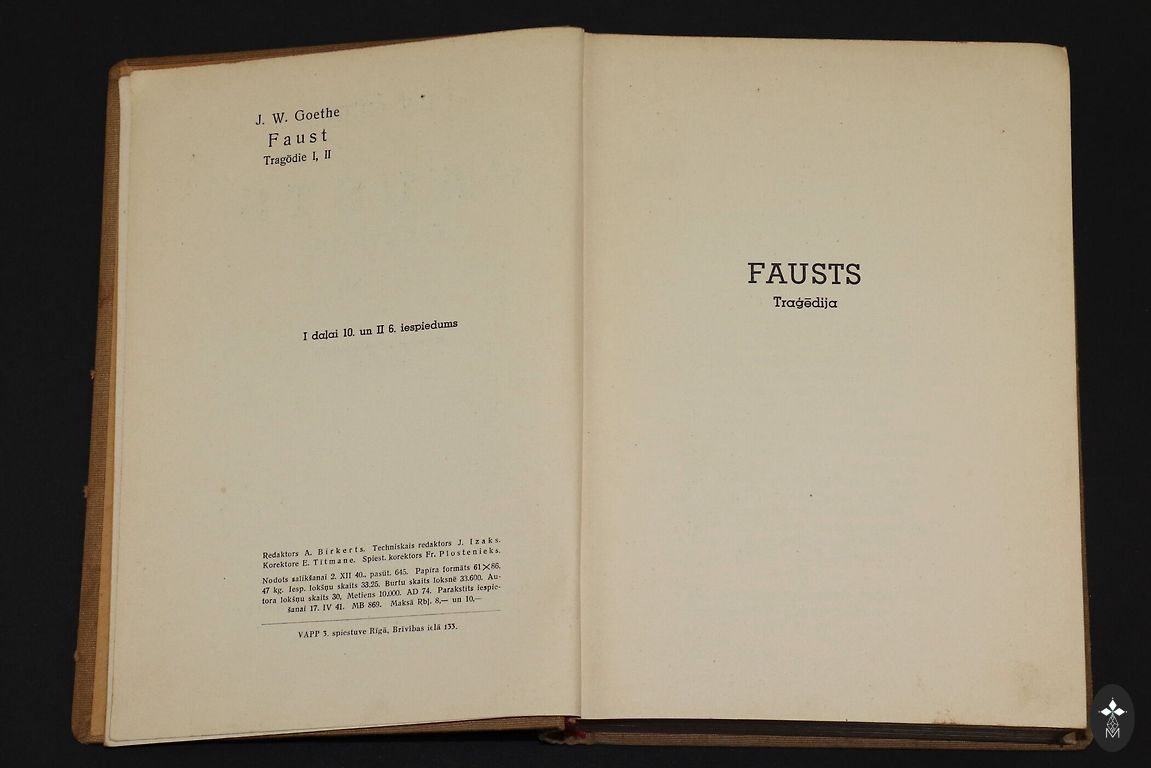 J. W. Goethe
Faust
Tragödie I, II
I daļai 10. un II 6. iespiedums
Redaktors A. Birkerts. Techniskais redaktors J. Izaks.
Korektore E. Titmane. Spiest. korektors Fr. Plostenieks.
Nodots salikšanai 2. XII 40., pasūt. 645. Papīra formāts 61×86,
47 kg. Iesp. lokšņu skaits 33.25. Burtu skaits loksnē 33.600. Au-
tora lokšņu skaits 30, Metiens 10.000. AD 74. Parakstīts iespie-
šanai 17. IV 41. MB 869. Maksā Rbļ. 8,— un 10,—
VAPP 3. spiestuve Rīgā, Brīvības ielā 133.
FAUSTS
Traģēdija
M